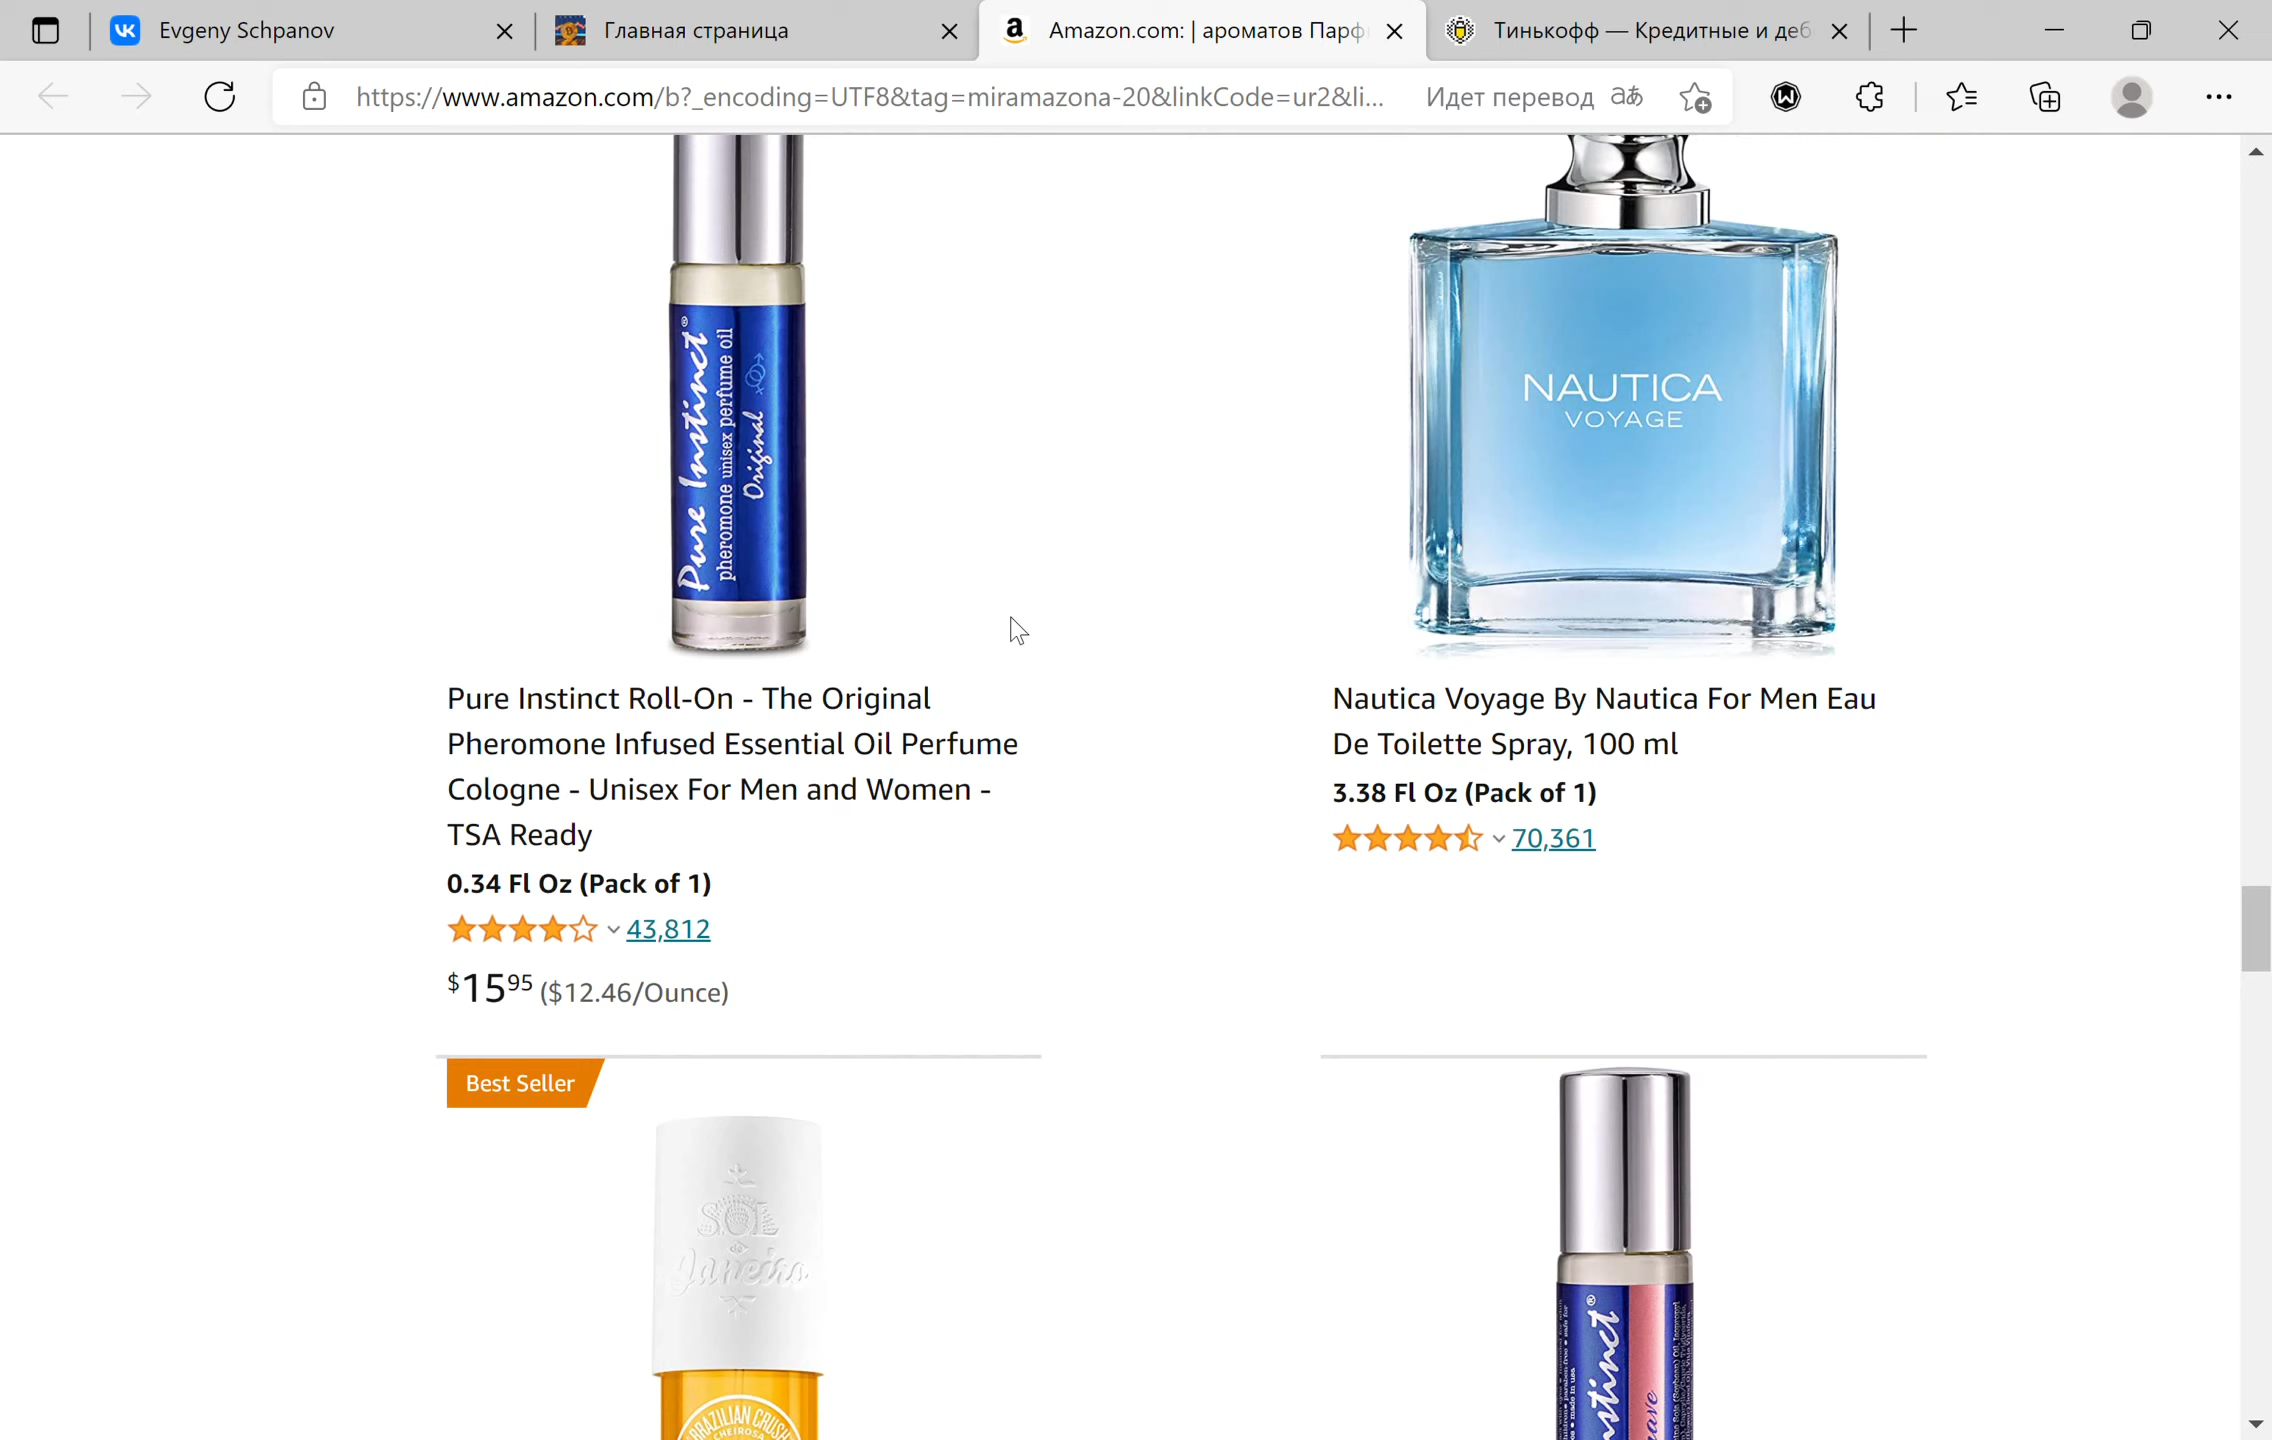 Evgeny Schpanov
Главная страница
a
Amazon.com: | ароматов Парф
Тинькофф — Кредитные и деб
https://www.amazon.com/b?_encoding=UTF8&tag=miramazona-20&linkCode=ur2&li...
Идет перевод
Pure Instinct®
pheromone unisex perfume oil
Original
NAUTICA
VOYAGE
Pure Instinct Roll-On - The Original
Pheromone Infused Essential Oil Perfume
Cologne - Unisex For Men and Women -
TSA Ready
0.34 Fl Oz (Pack of 1)
43,812
$15⁹⁵ ($12.46/Ounce)
Nautica Voyage By Nautica For Men Eau
De Toilette Spray, 100 ml
3.38 Fl Oz (Pack of 1)
70,361
Best Seller
SOL
de
Janeiro
BRAZILIAN CRUSH
CHEIROSA
stinct®